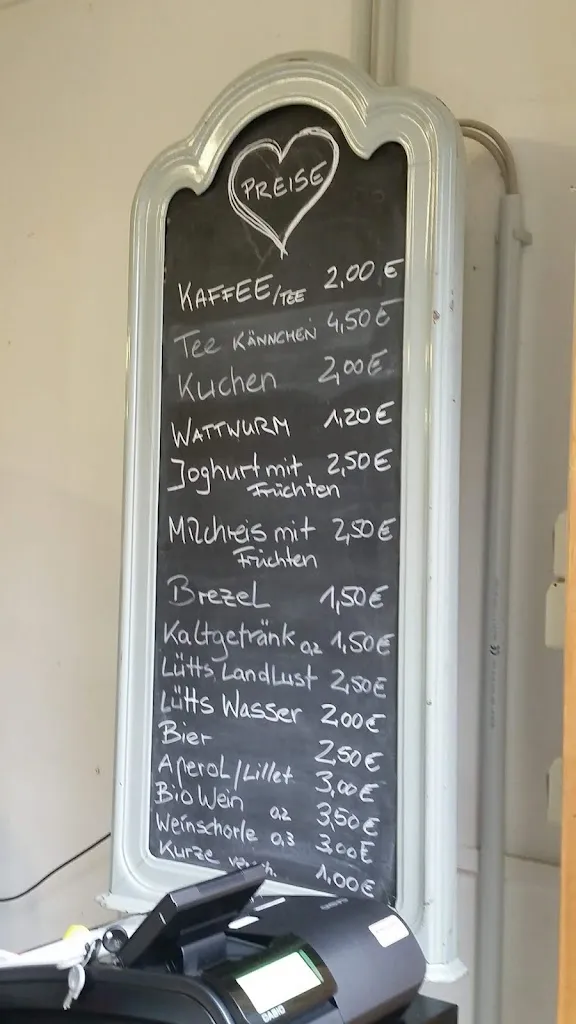 PREISE
KAFFEE/TEE 2,00 €
Tee KÄNNCHEN 4,50 €
Kuchen 2,00 €
WATTWURM 1,20 €
Joghurt mit 2,50 €
Früchten
Milchreis mit 2,50 €
Früchten
Brezel 1,50 €
Kaltgetränk 0,2 1,50 €
Lütts Landlust 2,50 €
Lütts Wasser 2,00 €
Bier 2,50 €
Aperol/Lillet 3,00 €
Bio Wein 0,2 3,50 €
Weinschorle 0,3 3,00 €
Kurze 1,00 €
CASIO